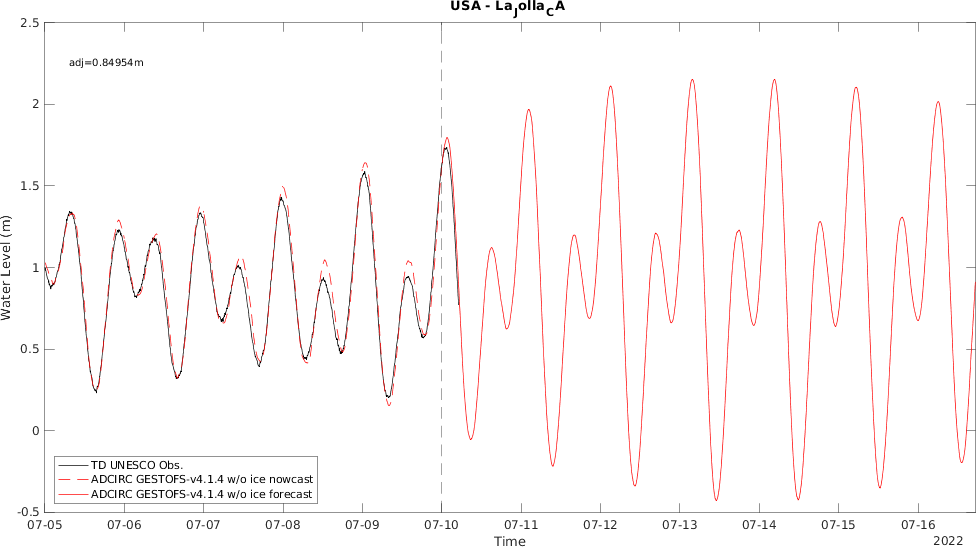 USA - LaJollaCA
2.5
adj=0.84954m
2
1.5
1
0.5
0
-0.5
Water Level (m)
TD UNESCO Obs.
ADCIRC GESTOFS-v4.1.4 w/o ice nowcast
ADCIRC GESTOFS-v4.1.4 w/o ice forecast
07-05 07-06 07-07 07-08 07-09 07-10 07-11 07-12 07-13 07-14 07-15 07-16
Time
2022